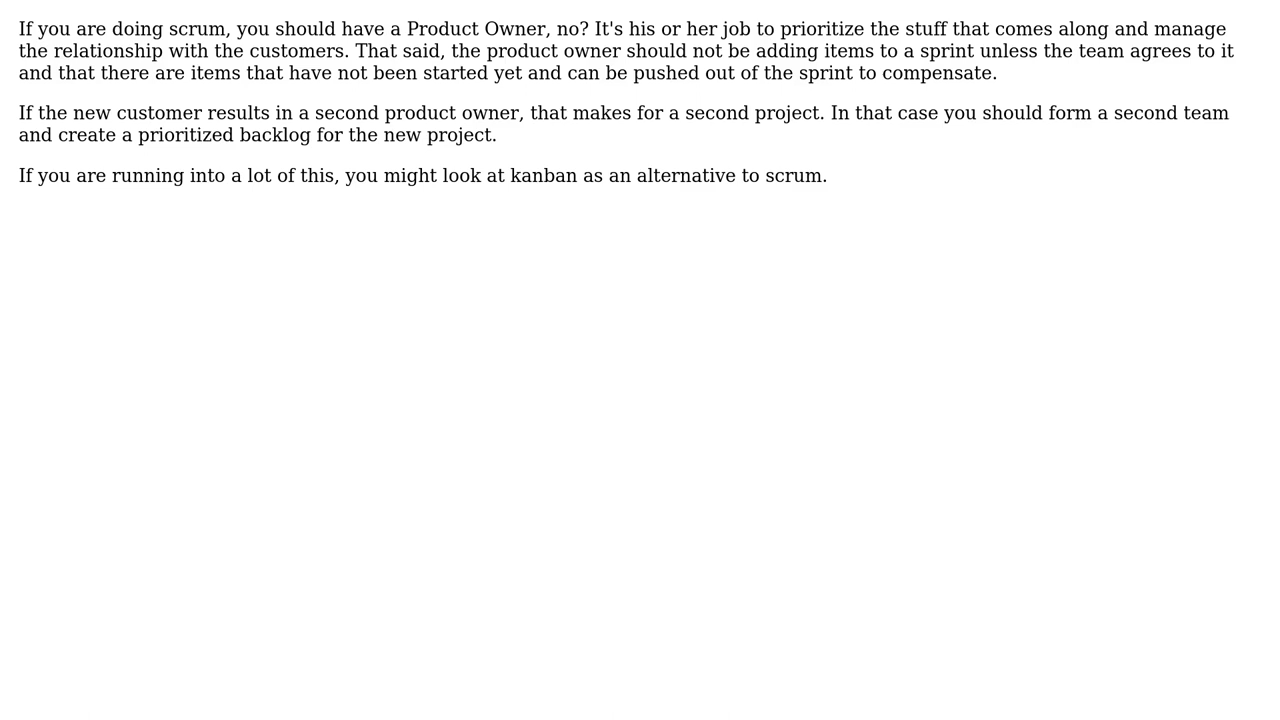 If you are doing scrum, you should have a Product Owner, no? It's his or her job to prioritize the stuff that comes along and manage
the relationship with the customers. That said, the product owner should not be adding items to a sprint unless the team agrees to it
and that there are items that have not been started yet and can be pushed out of the sprint to compensate.
If the new customer results in a second product owner, that makes for a second project. In that case you should form a second team
and create a prioritized backlog for the new project.
If you are running into a lot of this, you might look at kanban as an alternative to scrum.